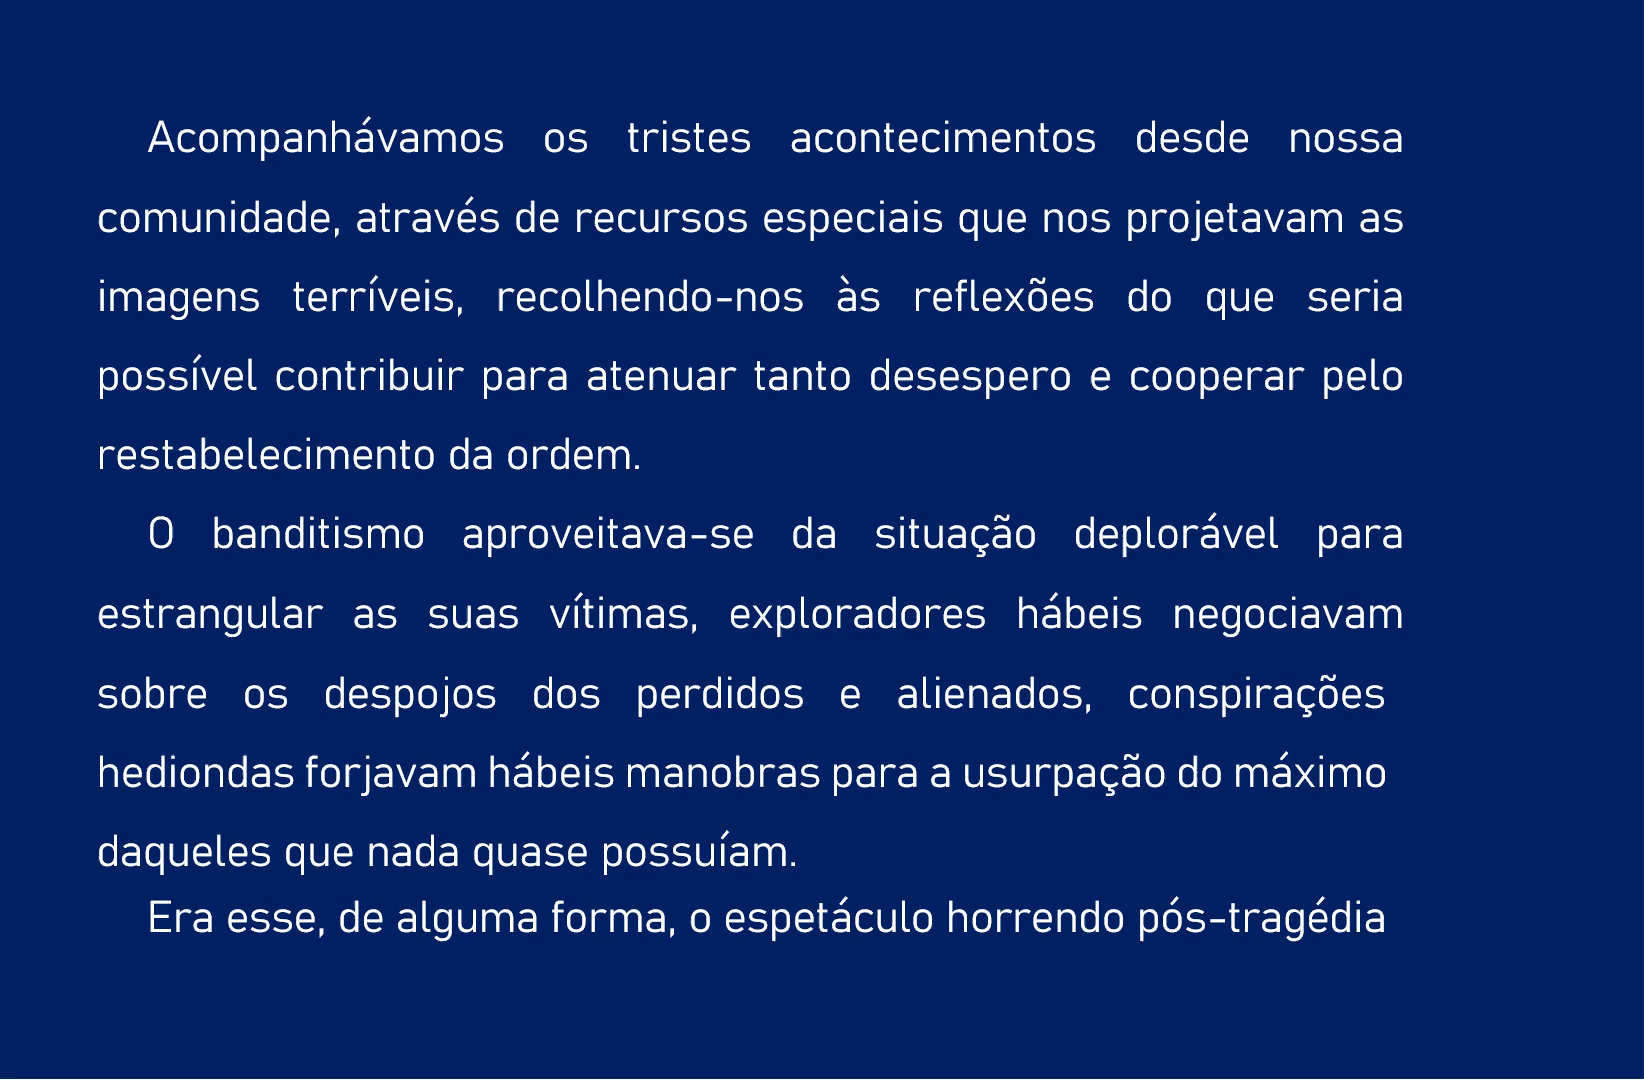 Acompanhávamos os tristes acontecimentos desde nossa
comunidade, através de recursos especiais que nos projetavam as
imagens terríveis, recolhendo-nos às reflexões do que seria
possível contribuir para atenuar tanto desespero e cooperar pelo
restabelecimento da ordem.
O banditismo aproveitava-se da situação deplorável para
estrangular as suas vítimas, exploradores hábeis negociavam
sobre os despojos dos perdidos e alienados, conspirações
hediondas forjavam hábeis manobras para a usurpação do máximo
daqueles que nada quase possuíam.
Era esse, de alguma forma, o espetáculo horrendo pós-tragédia